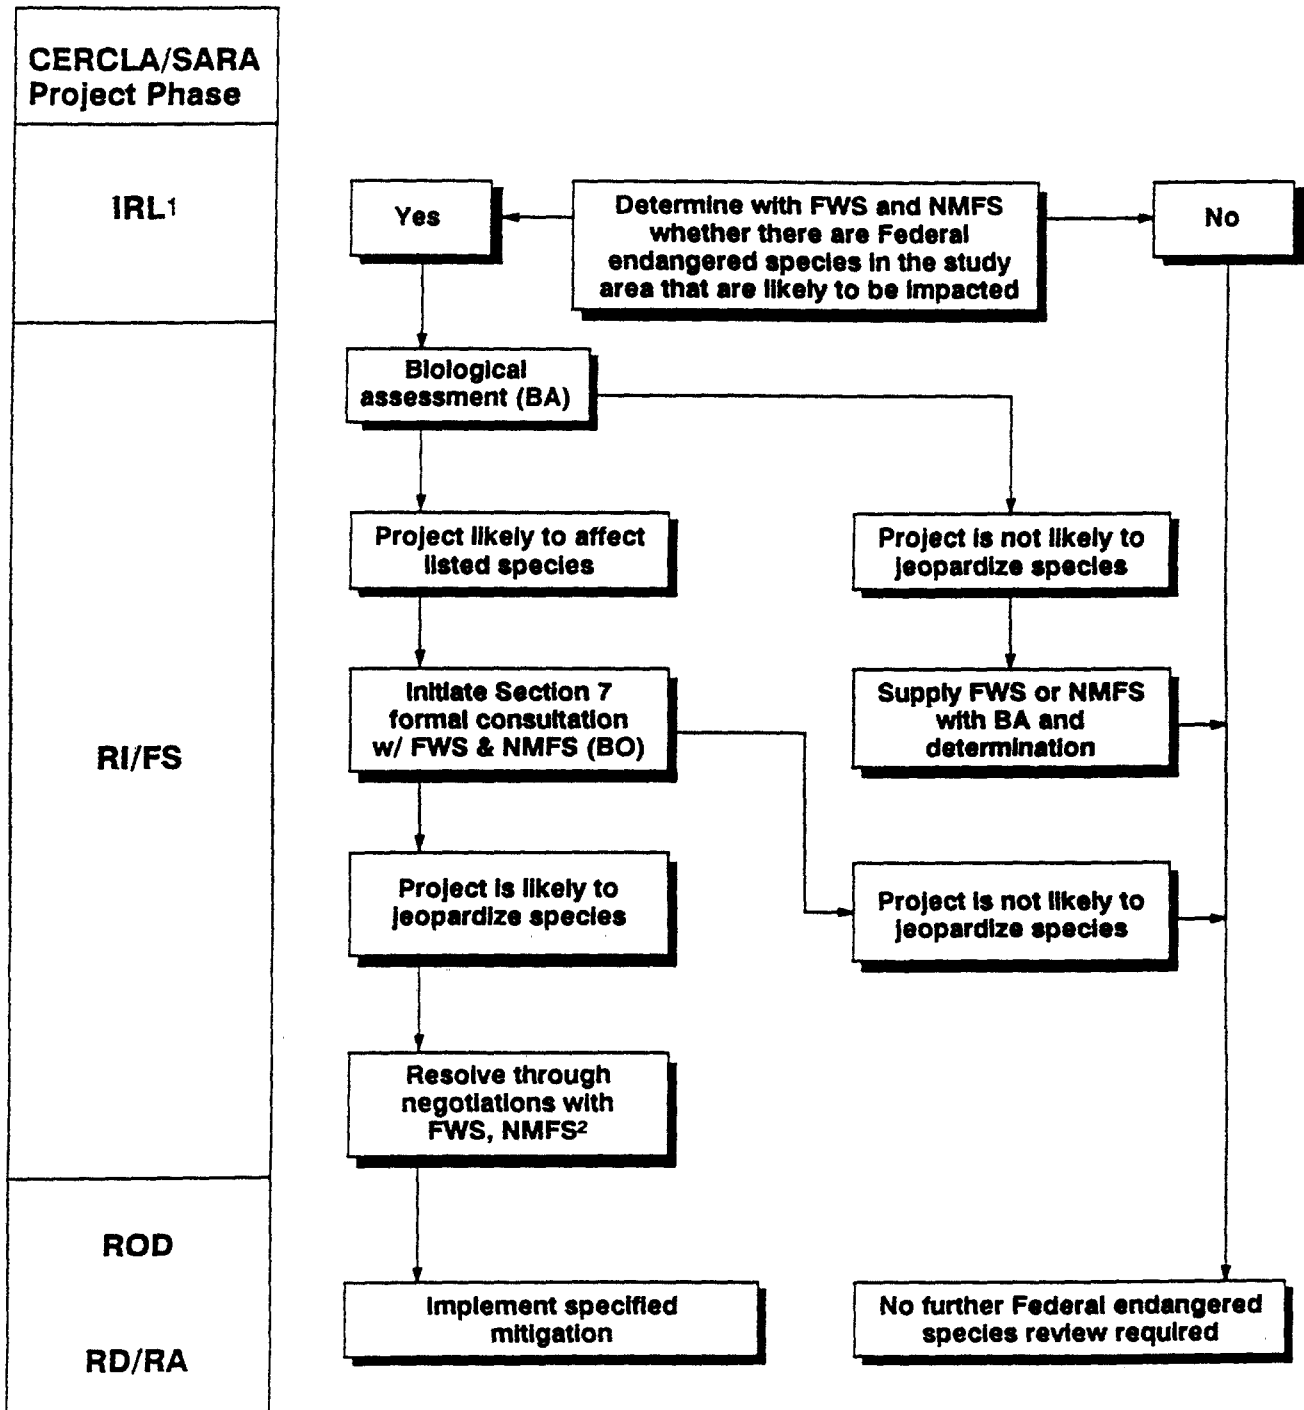 CERCLA/SARA
Project Phase
IRL¹
Yes
Determine with FWS and NMFS
whether there are Federal
endangered species in the study
area that are likely to be impacted
No
Biological
assessment (BA)
Project likely to affect
listed species
Project is not likely to
jeopardize species
RI/FS
Initiate Section 7
formal consultation
w/ FWS & NMFS (BO)
Supply FWS or NMFS
with BA and
determination
Project is likely to
jeopardize species
Project is not likely to
jeopardize species
Resolve through
negotiations with
FWS, NMFS²
ROD
RD/RA
Implement specified
mitigation
No further Federal endangered
species review required